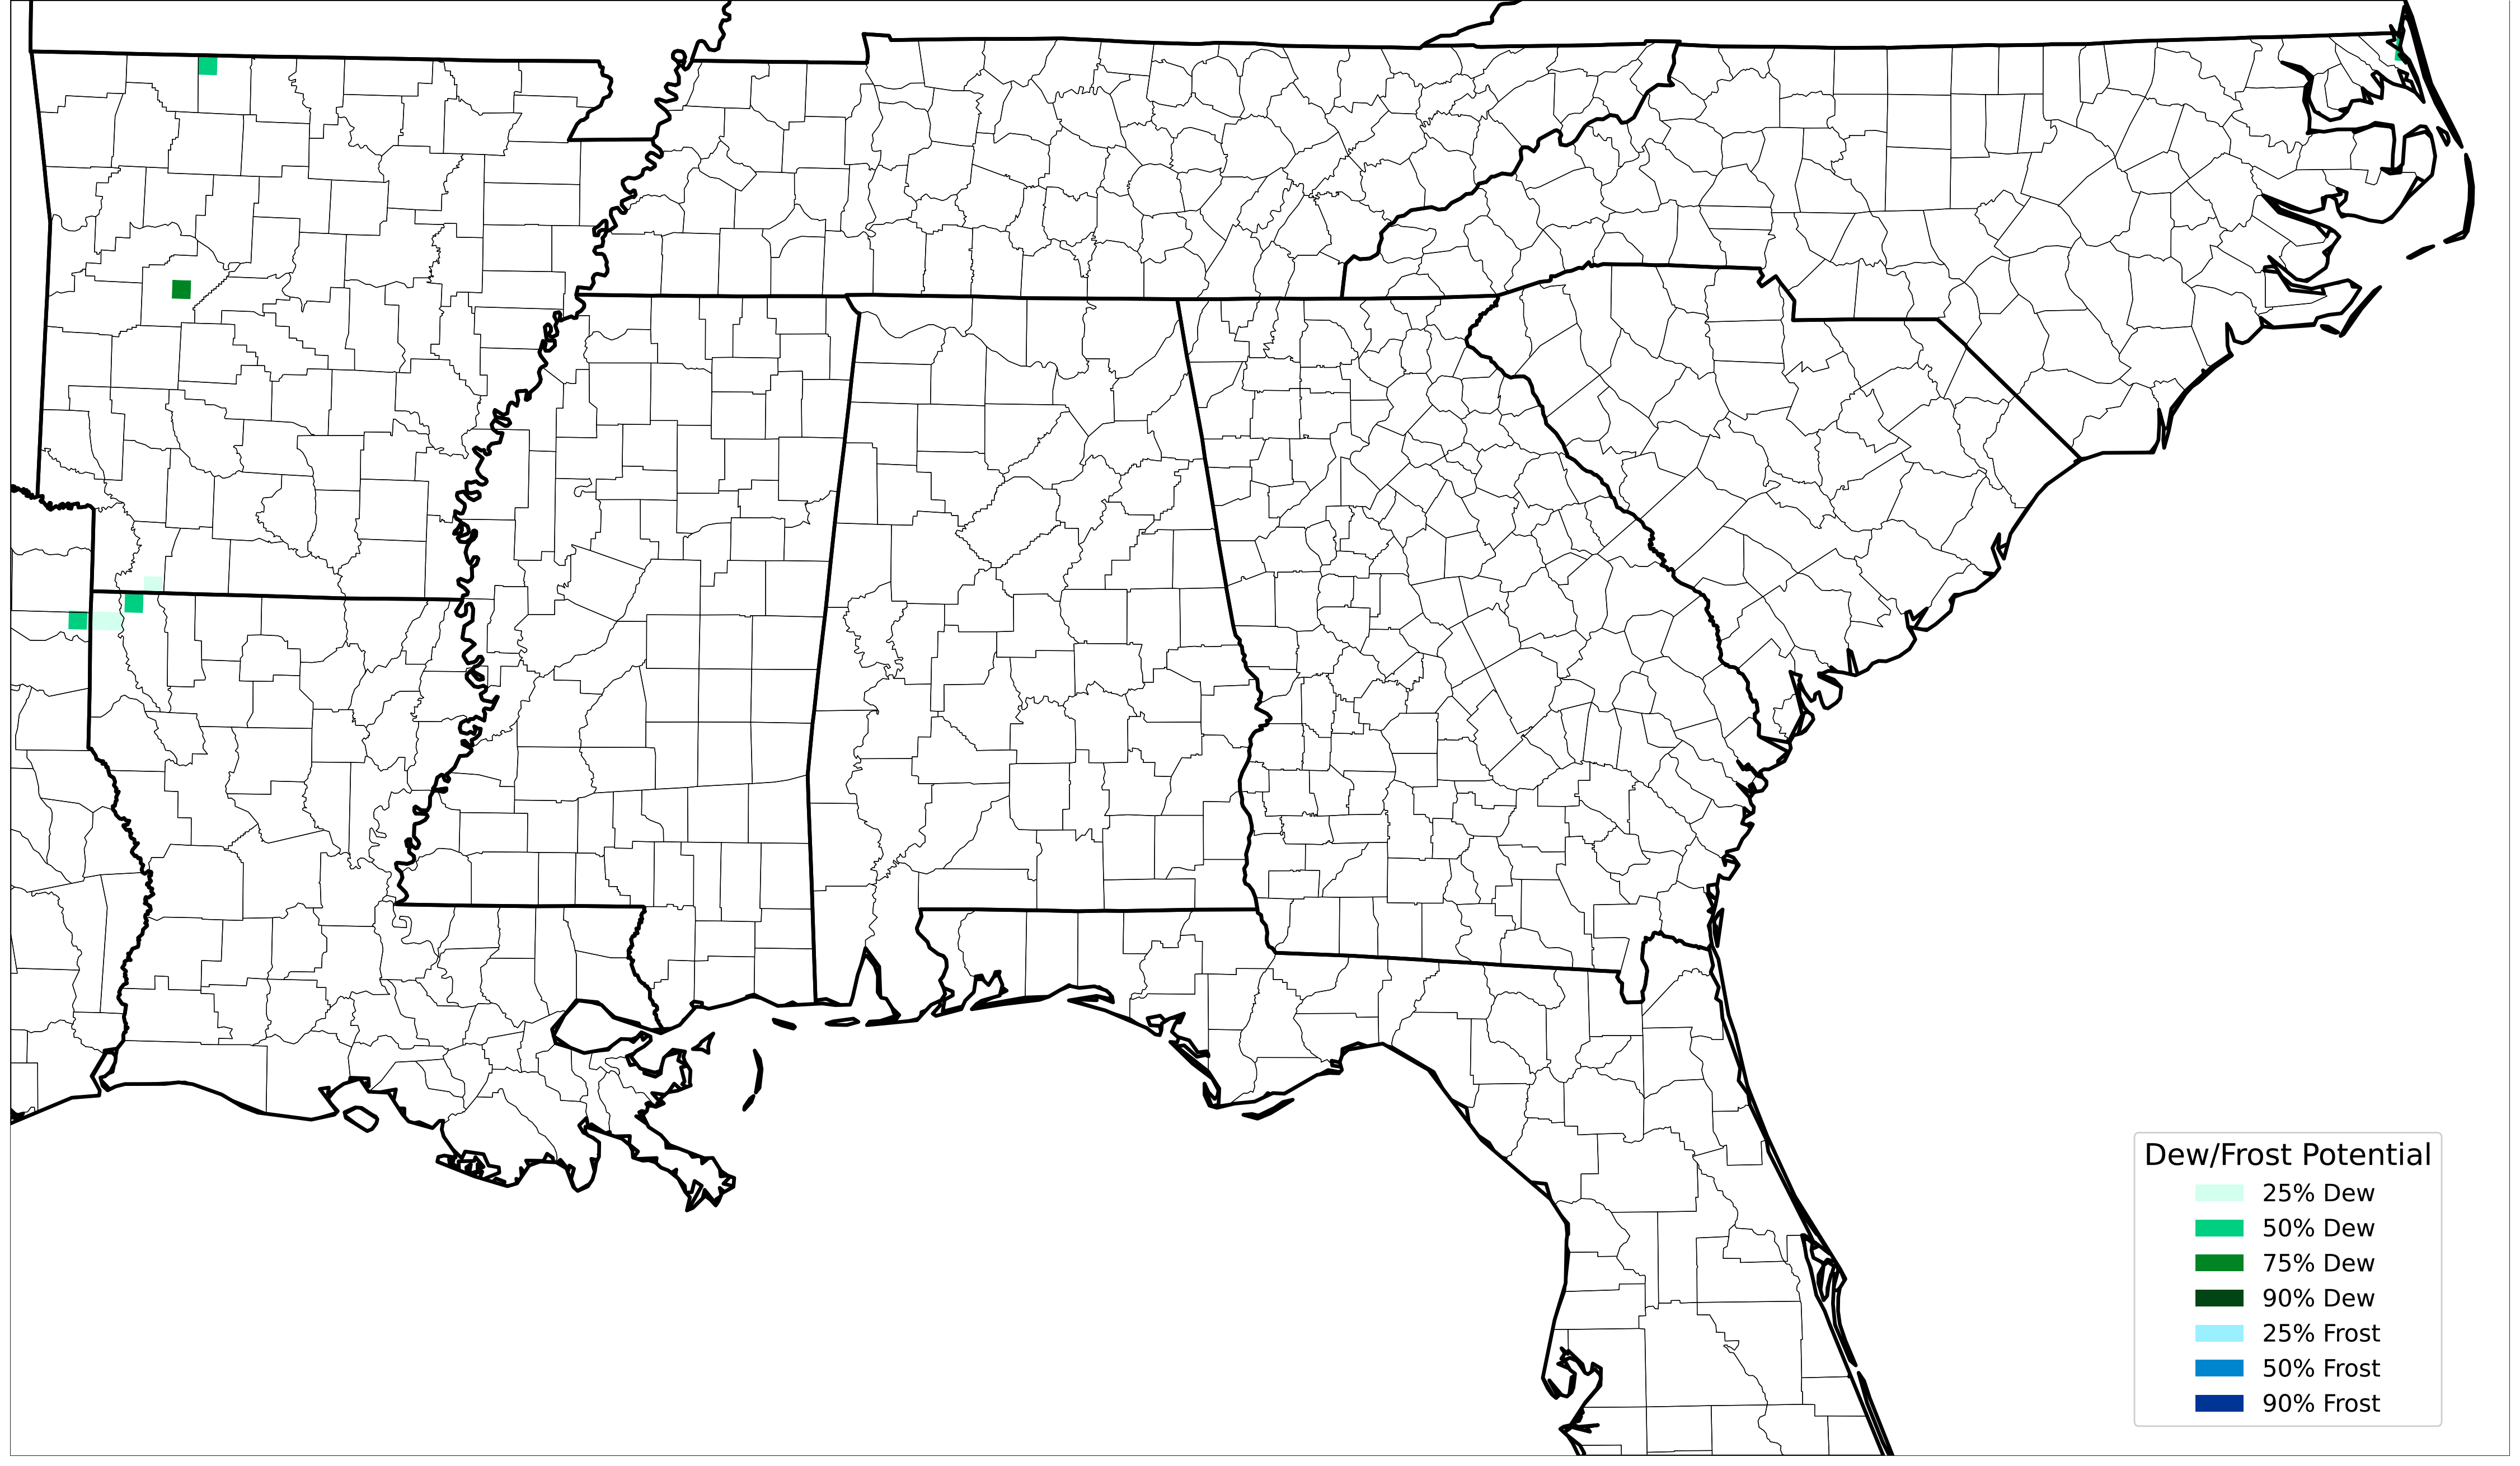 Dew/Frost Potential
25% Dew
50% Dew
75% Dew
90% Dew
25% Frost
50% Frost
90% Frost